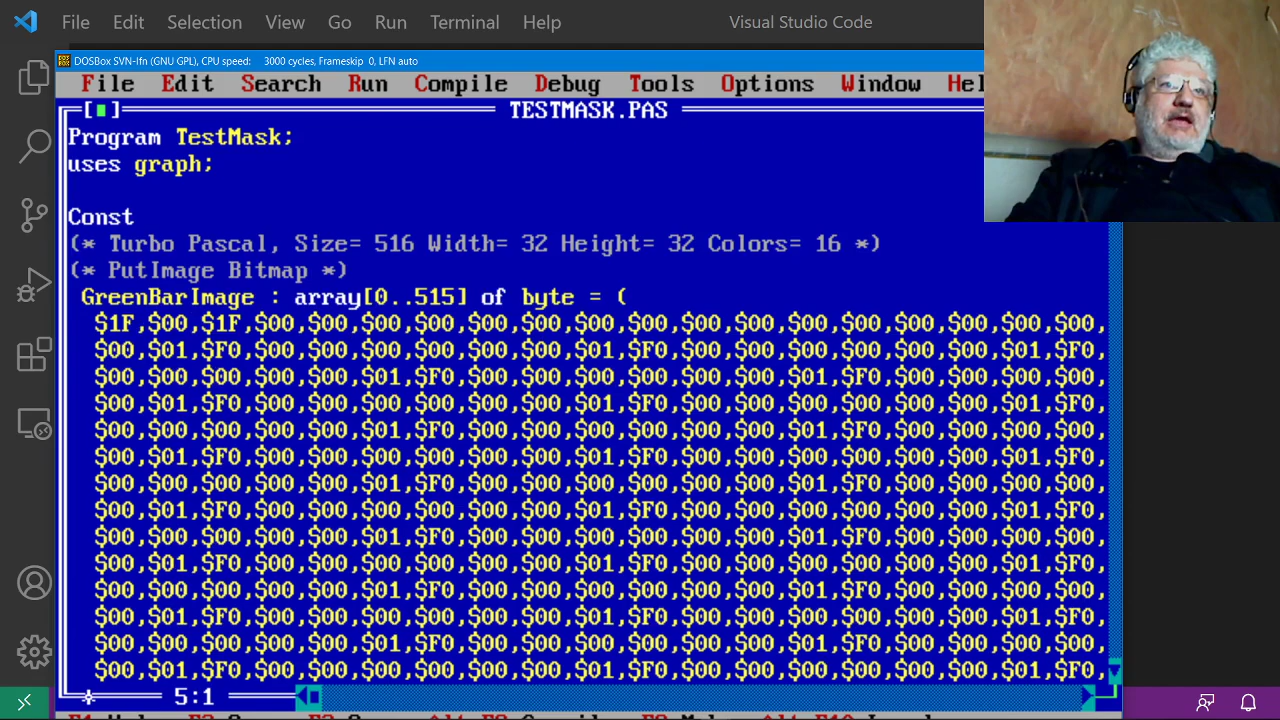 File Edit Selection View Go Run Terminal Help Visual Studio Code
DOSBox SVN-lfn (GNU GPL), CPU speed: 3000 cycles, Frameskip 0, LFN auto
File Edit Search Run Compile Debug Tools Options Window Hel
TESTMASK.PAS
Program TestMask;
uses graph;
Const
(* Turbo Pascal, Size= 516 Width= 32 Height= 32 Colors= 16 *)
(* PutImage Bitmap *)
GreenBarImage : array[0..515] of byte = (
$1F,$00,$1F,$00,$00,$00,$00,$00,$00,$00,$00,$00,$00,$00,$00,$00,$00,$00,$00,
$00,$01,$F0,$00,$00,$00,$00,$00,$00,$01,$F0,$00,$00,$00,$00,$00,$00,$01,$F0,
$00,$00,$00,$00,$00,$01,$F0,$00,$00,$00,$00,$00,$00,$01,$F0,$00,$00,$00,$00,
$00,$01,$F0,$00,$00,$00,$00,$00,$00,$01,$F0,$00,$00,$00,$00,$00,$00,$01,$F0,
$00,$00,$00,$00,$00,$01,$F0,$00,$00,$00,$00,$00,$00,$01,$F0,$00,$00,$00,$00,
$00,$01,$F0,$00,$00,$00,$00,$00,$00,$01,$F0,$00,$00,$00,$00,$00,$00,$01,$F0,
$00,$00,$00,$00,$00,$01,$F0,$00,$00,$00,$00,$00,$00,$01,$F0,$00,$00,$00,$00,
$00,$01,$F0,$00,$00,$00,$00,$00,$00,$01,$F0,$00,$00,$00,$00,$00,$00,$01,$F0,
$00,$00,$00,$00,$00,$01,$F0,$00,$00,$00,$00,$00,$00,$01,$F0,$00,$00,$00,$00,
$00,$01,$F0,$00,$00,$00,$00,$00,$00,$01,$F0,$00,$00,$00,$00,$00,$00,$01,$F0,
$00,$00,$00,$00,$00,$01,$F0,$00,$00,$00,$00,$00,$00,$01,$F0,$00,$00,$00,$00,
$00,$01,$F0,$00,$00,$00,$00,$00,$00,$01,$F0,$00,$00,$00,$00,$00,$00,$01,$F0,
$00,$00,$00,$00,$00,$01,$F0,$00,$00,$00,$00,$00,$00,$01,$F0,$00,$00,$00,$00,
$00,$01,$F0,$00,$00,$00,$00,$00,$00,$01,$F0,$00,$00,$00,$00,$00,$00,$01,$F0,
5:1